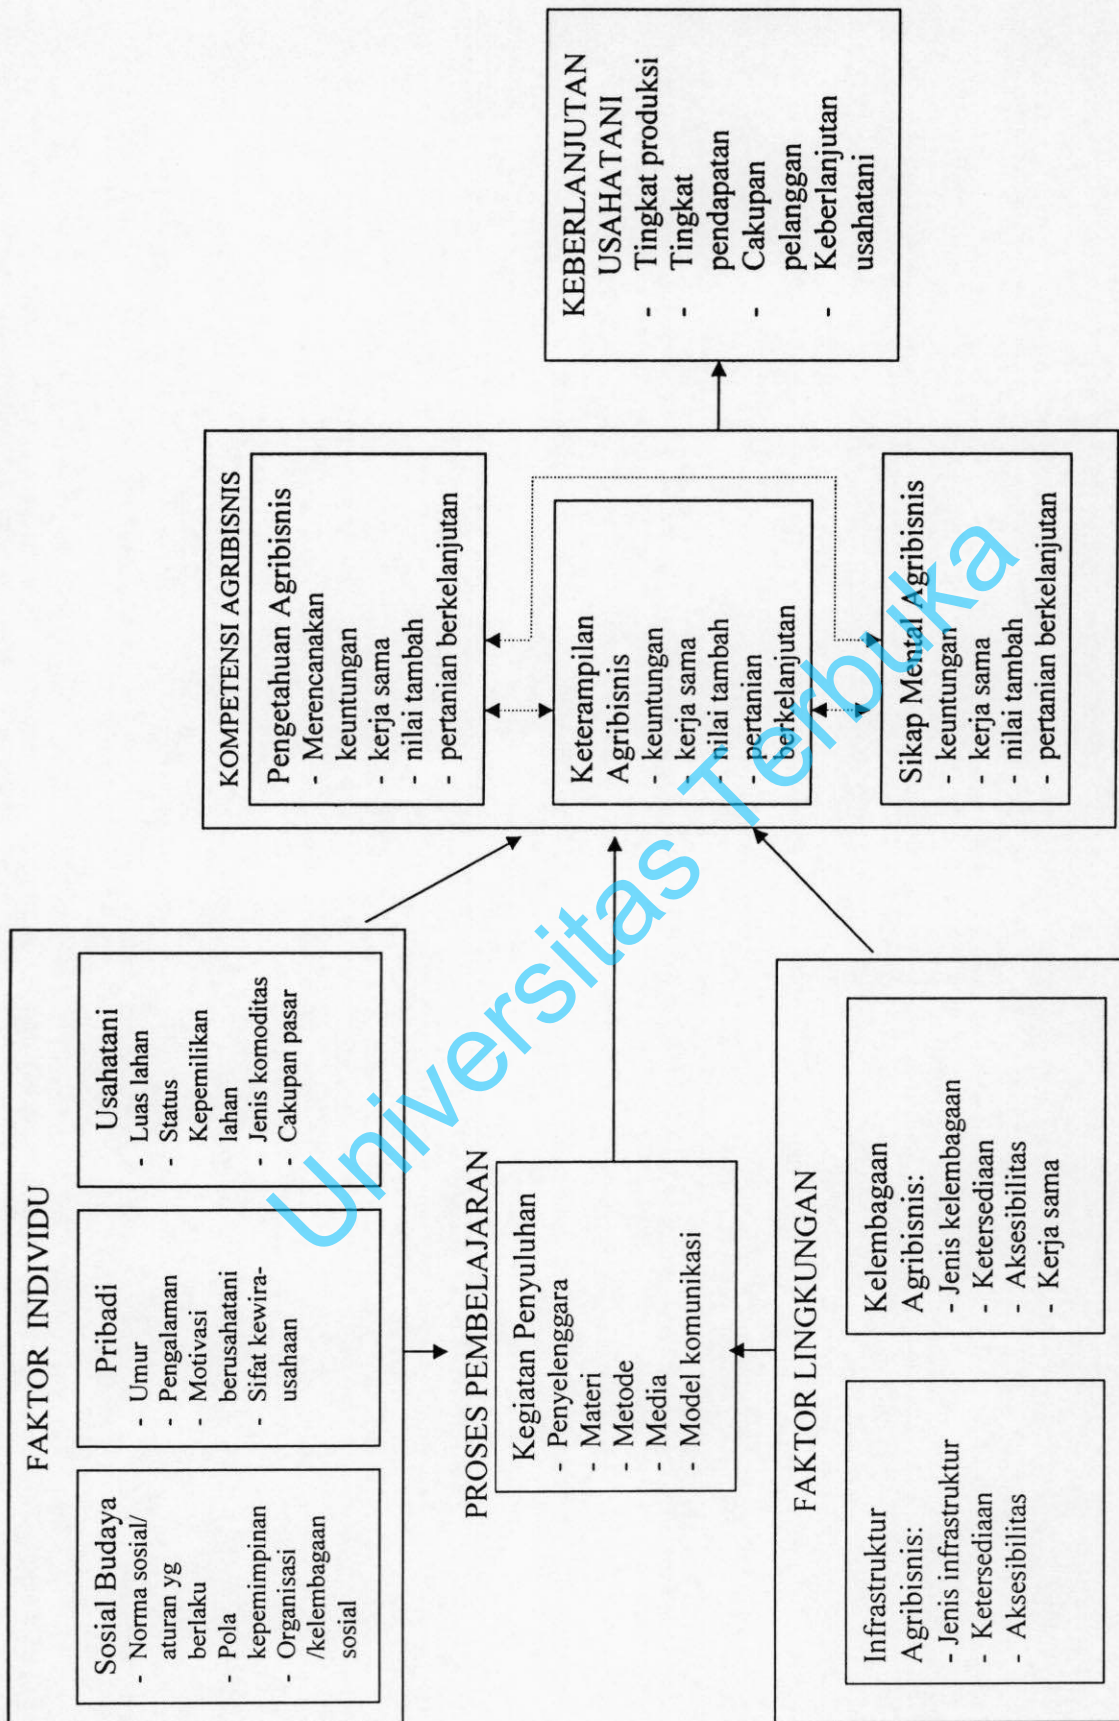 FAKTOR INDIVIDU
Sosial Budaya
- Norma sosial/
aturan yg
berlaku
- Pola
kepemimpinan
- Organisasi
/kelembagaan
sosial
Pribadi
- Umur
- Pengalaman
- Motivasi
berusahatani
- Sifat kewira-
usahaan
Usahatani
- Luas lahan
- Status
Kepemilikan
lahan
- Jenis komoditas
- Cakupan pasar
PROSES PEMBELAJARAN
Kegiatan Penyuluhan
- Penyelenggara
- Materi
- Metode
- Media
- Model komunikasi
FAKTOR LINGKUNGAN
Infrastruktur
Agribisnis:
- Jenis infrastruktur
- Ketersediaan
- Aksesibilitas
Kelembagaan
Agribisnis:
- Jenis kelembagaan
- Ketersediaan
- Aksesibilitas
- Kerja sama
KOMPETENSI AGRIBISNIS
Pengetahuan Agribisnis
- Merencanakan
keuntungan
- kerja sama
- nilai tambah
- pertanian berkelanjutan
Keterampilan
Agribisnis
- keuntungan
- kerja sama
- nilai tambah
- pertanian
berkelanjutan
Sikap Mental Agribisnis
- keuntungan
- kerja sama
- nilai tambah
- pertanian berkelanjutan
KEBERLANJUTAN
USAHATANI
- Tingkat produksi
- Tingkat
pendapatan
- Cakupan
pelanggan
- Keberlanjutan
usahatani
Universitas Terbuka